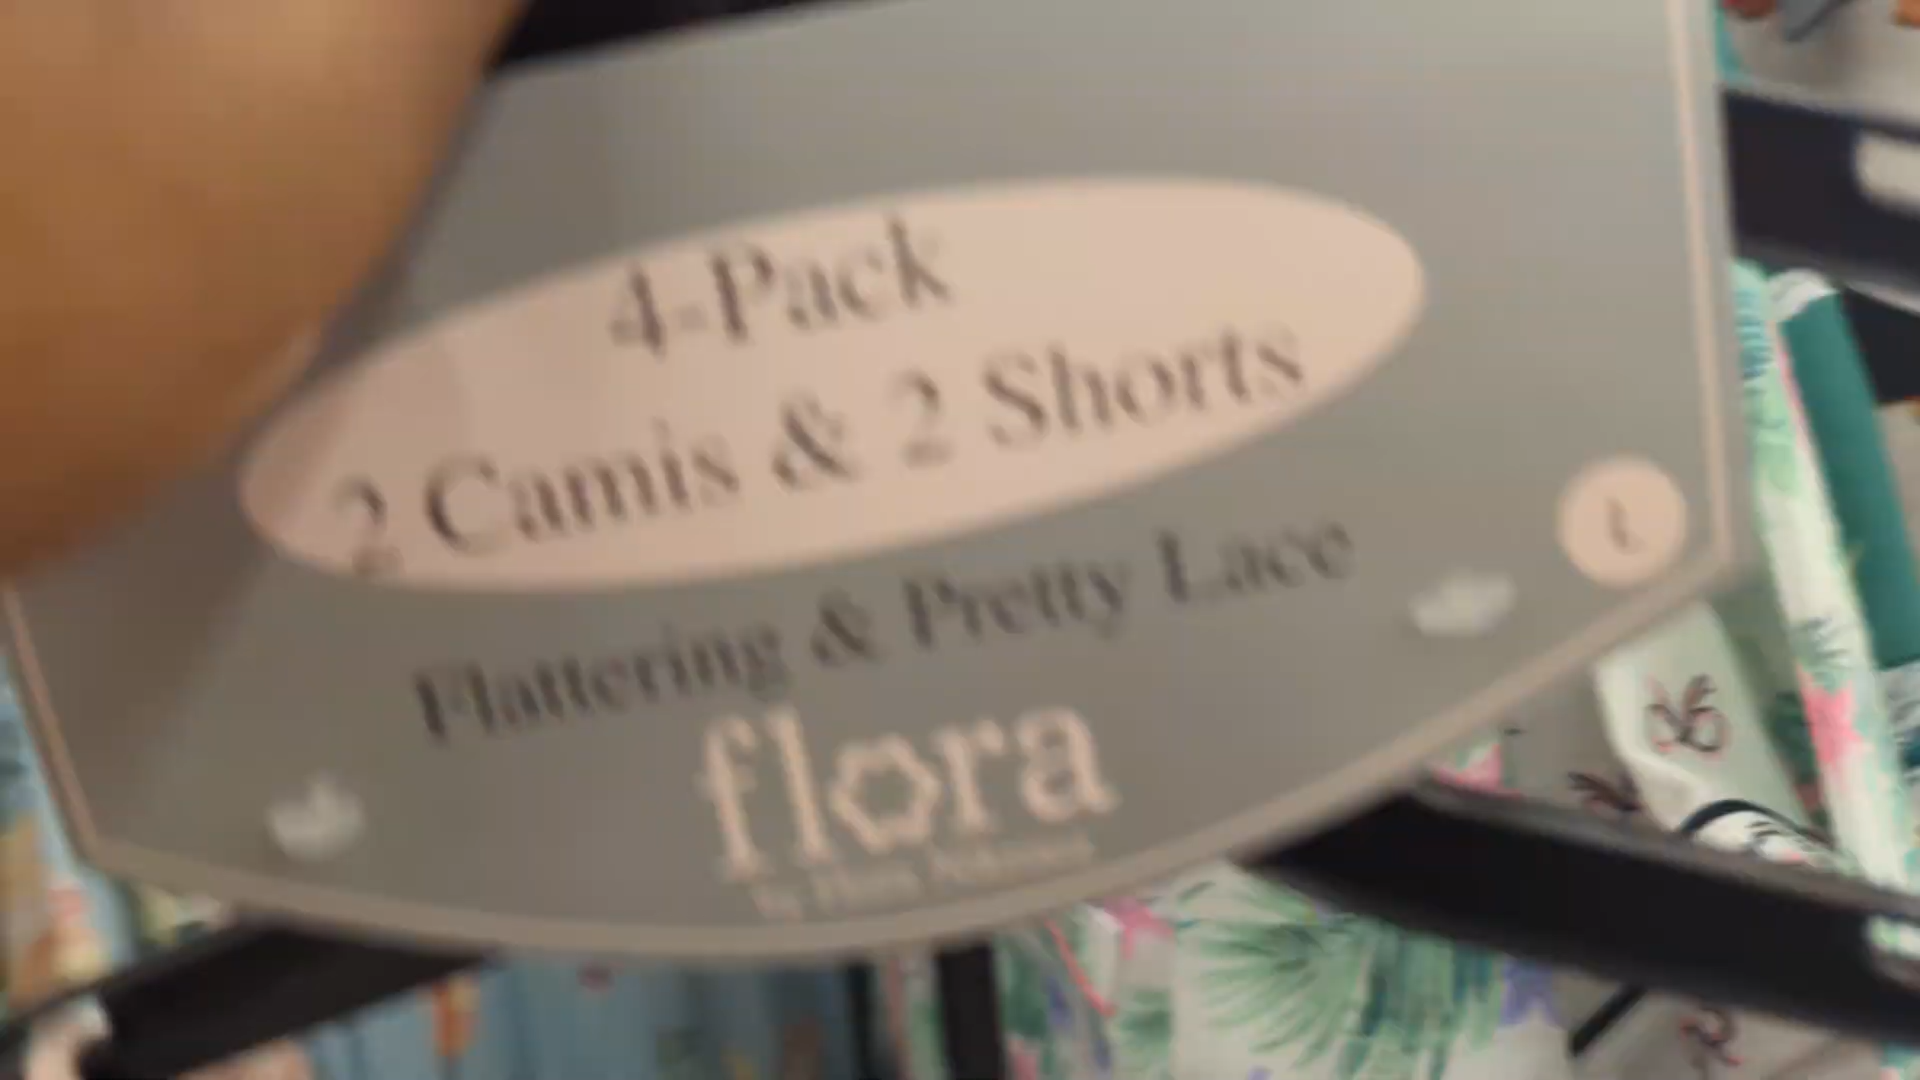 4-Pack
2 Camis & 2 Shorts
L
Flattering & Pretty Lace
flora